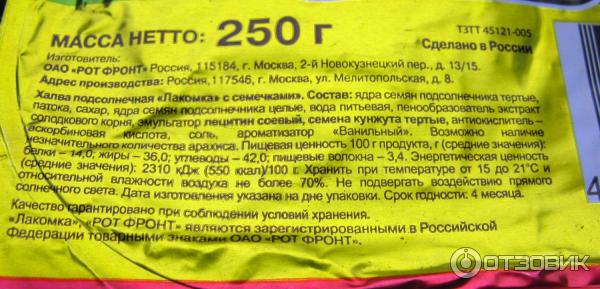 МАССА НЕТТО: 250 г
ТЗТТ 45121-005
Сделано в России
Изготовитель:
ОАО «РОТ ФРОНТ» Россия, 115184, г. Москва, 2-й Новокузнецкий пер., д. 13/15.
Адрес производства: Россия,117546, г. Москва, ул. Мелитопольская, д. 8.
Халва подсолнечная «Лакомка» с семечками». Состав: ядра семян подсолнечника тертые,
патока, сахар, ядра семян подсолнечника целые, вода питьевая, пенообразователь экстракт
солодкового корня, эмульгатор лецитин соевый, семена кунжута тертые, антиокислитель –
аскорбиновая кислота, соль, ароматизатор «Ванильный». Возможно наличие
незначительного количества арахиса. Пищевая ценность 100 г продукта, г (средние значения):
белки – 14,0, жиры – 36,0; углеводы – 42,0; пищевые волокна – 3,4. Энергетическая ценность
(средние значения): 2310 кДж (550 ккал)/100 г. Хранить при температуре от 15 до 21°С и
относительной влажности воздуха не более 70%. Не подвергать воздействию прямого
солнечного света. Дата изготовления указана на дне упаковки. Срок годности: 4 месяца.
Качество гарантировано при соблюдении условий хранения.
«Лакомка», «РОТ ФРОНТ» являются зарегистрированными в Российской
Федерации товарными знаками ОАО «РОТ ФРОНТ».
4
ОТЗОВИК